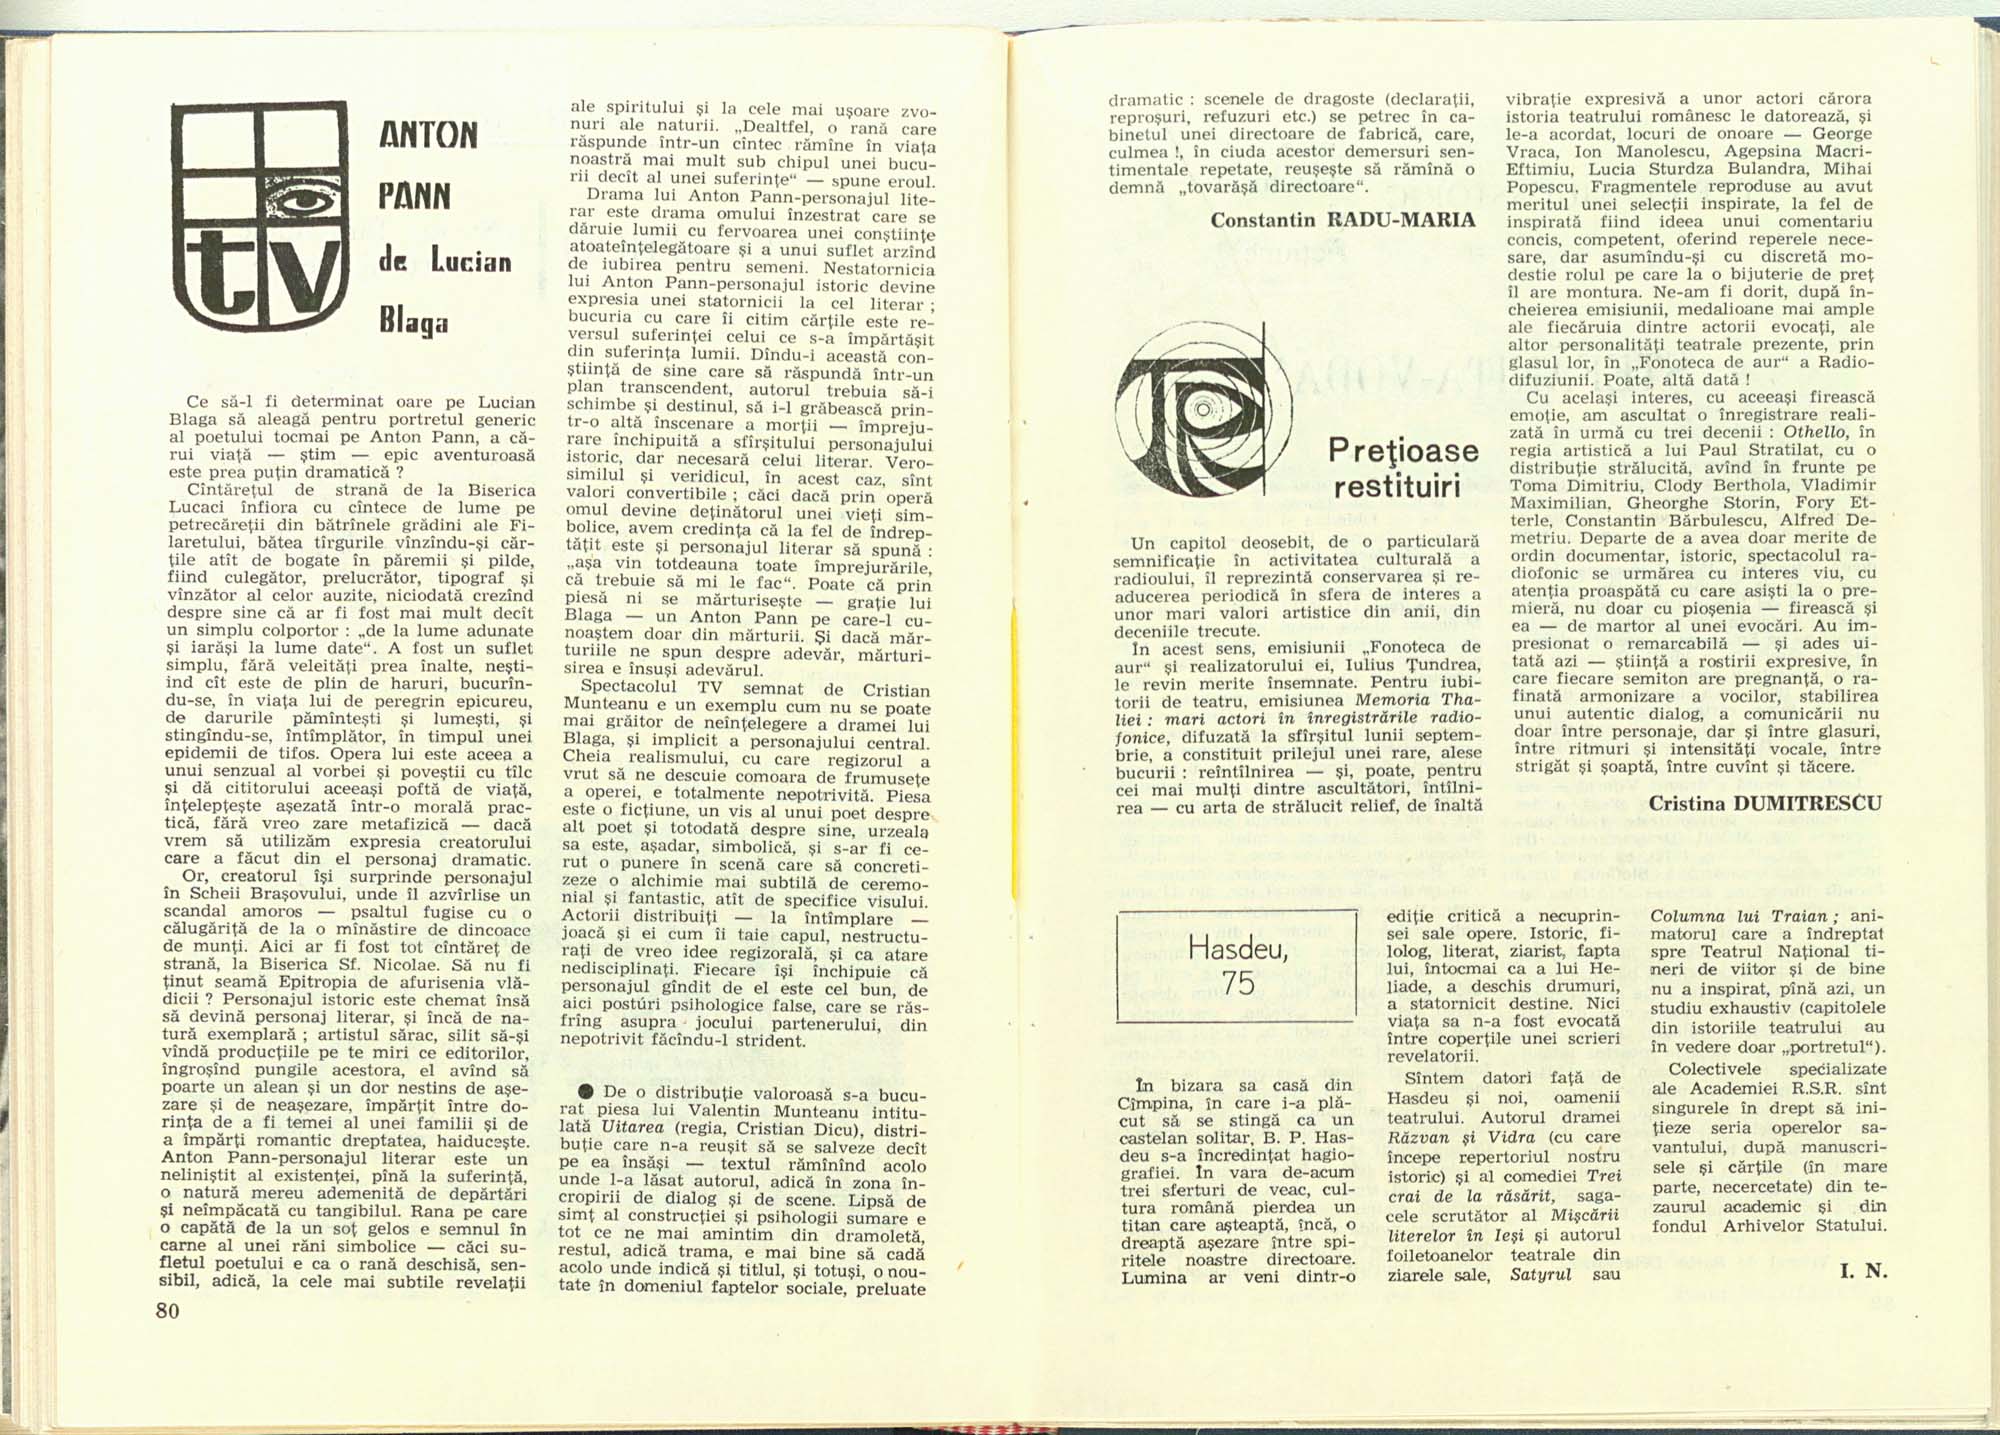 tv
ANTON
PANN
de Lucian
Blaga
Ce să-l fi determinat oare pe Lucian
Blaga să aleagă pentru portretul generic
al poetului tocmai pe Anton Pann, a că-
rui viață — știm — epic aventuroasă
este prea puțin dramatică ?
Cîntărețul de strană de la Biserica
Lucaci înfiora cu cîntece de lume pe
petrecăreții din bătrînele grădini ale Fi-
laretului, bătea tîrgurile vînzîndu-și căr-
țile atît de bogate în păremii și pilde,
fiind culegător, prelucrător, tipograf și
vînzător al celor auzite, niciodată crezînd
despre sine că ar fi fost mai mult decît
un simplu colportor : „de la lume adunate
și iarăși la lume date“. A fost un suflet
simplu, fără veleități prea înalte, nești-
ind cît este de plin de haruri, bucurîn-
du-se, în viața lui de peregrin epicureu,
de darurile pămîntești și lumești, și
stingîndu-se, întîmplător, în timpul unei
epidemii de tifos. Opera lui este aceea a
unui senzual al vorbei și poveștii cu tîlc
și dă cititorului aceeași poftă de viață,
înțelepțește așezată într-o morală prac-
tică, fără vreo zare metafizică — dacă
vrem să utilizăm expresia creatorului
care a făcut din el personaj dramatic.
Or, creatorul își surprinde personajul
în Scheii Brașovului, unde îl azvîrlise un
scandal amoros — psaltul fugise cu o
călugăriță de la o mînăstire de dincoace
de munți. Aici ar fi fost tot cîntăreț de
strană, la Biserica Sf. Nicolae. Să nu fi
ținut seamă Epitropia de afurisenia vlă-
dicii ? Personajul istoric este chemat însă
să devină personaj literar, și încă de na-
tură exemplară ; artistul sărac, silit să-și
vîndă producțiile pe te miri ce editorilor,
îngroșînd pungile acestora, el avînd să
poarte un alean și un dor nestins de așe-
zare și de neașezare, împărțit între do-
rința de a fi temei al unei familii și de
a împărți romantic dreptatea, haiducește.
Anton Pann-personajul literar este un
neliniștit al existenței, pînă la suferință,
o natură mereu ademenită de depărtări
și neîmpăcată cu tangibilul. Rana pe care
o capătă de la un soț gelos e semnul în
carne al unei răni simbolice — căci su-
fletul poetului e ca o rană deschisă, sen-
sibil, adică, la cele mai subtile revelații
80
ale spiritului și la cele mai ușoare zvo-
nuri ale naturii. „Dealtfel, o rană care
răspunde într-un cîntec rămîne în viața
noastră mai mult sub chipul unei bucu-
rii decît al unei suferințe“ — spune eroul.
Drama lui Anton Pann-personajul lite-
rar este drama omului înzestrat care se
dăruie lumii cu fervoarea unei conștiințe
atoateînțelegătoare și a unui suflet arzînd
de iubirea pentru semeni. Nestatornicia
lui Anton Pann-personajul istoric devine
expresia unei statornicii la cel literar ;
bucuria cu care îi citim cărțile este re-
versul suferinței celui ce s-a împărtășit
din suferința lumii. Dîndu-i această con-
știință de sine care să răspundă într-un
plan transcendent, autorul trebuia să-i
schimbe și destinul, să i-l grăbească prin-
tr-o altă înscenare a morții — împreju-
rare închipuită a sfîrșitului personajului
istoric, dar necesară celui literar. Vero-
similul și veridicul, în acest caz, sînt
valori convertibile ; căci dacă prin operă
omul devine deținătorul unei vieți sim-
bolice, avem credința că la fel de îndrep-
tățit este și personajul literar să spună :
„așa vin totdeauna toate împrejurările,
că trebuie să mi le fac“. Poate că prin
piesă ni se mărturisește — grație lui
Blaga — un Anton Pann pe care-l cu-
noaștem doar din mărturii. Și dacă măr-
turiile ne spun despre adevăr, mărturi-
sirea e însuși adevărul.
Spectacolul TV semnat de Cristian
Munteanu e un exemplu cum nu se poate
mai grăitor de neînțelegere a dramei lui
Blaga, și implicit a personajului central.
Cheia realismului, cu care regizorul a
vrut să ne descuie comoara de frumusețe
a operei, e totalmente nepotrivită. Piesa
este o ficțiune, un vis al unui poet despre
alt poet și totodată despre sine, urzeala
sa este, așadar, simbolică, și s-ar fi ce-
rut o punere în scenă care să concreti-
zeze o alchimie mai subtilă de ceremo-
nial și fantastic, atît de specifice visului.
Actorii distribuiți — la întîmplare —
joacă și ei cum îi taie capul, nestructu-
rați de vreo idee regizorală, și ca atare
nedisciplinați. Fiecare își închipuie că
personajul gîndit de el este cel bun, de
aici posturi psihologice false, care se răs-
frîng asupra jocului partenerului, din
nepotrivit făcîndu-l strident.
● De o distribuție valoroasă s-a bucu-
rat piesa lui Valentin Munteanu intitu-
lată Uitarea (regia, Cristian Dicu), distri-
buție care n-a reușit să se salveze decît
pe ea însăși — textul rămînînd acolo
unde l-a lăsat autorul, adică în zona în-
cropirii de dialog și de scene. Lipsă de
simț al construcției și psihologii sumare e
tot ce ne mai amintim din dramoletă,
restul, adică trama, e mai bine să cadă
acolo unde indică și titlul, și totuși, o nou-
tate în domeniul faptelor sociale, preluate
dramatic : scenele de dragoste (declarații,
reproșuri, refuzuri etc.) se petrec în ca-
binetul unei directoare de fabrică, care,
culmea !, în ciuda acestor demersuri sen-
timentale repetate, reușește să rămînă o
demnă „tovarășă directoare“.
Constantin RADU-MARIA
TR
Prețioase
restituiri
Un capitol deosebit, de o particulară
semnificație în activitatea culturală a
radioului, îl reprezintă conservarea și re-
aducerea periodică în sfera de interes a
unor mari valori artistice din anii, din
deceniile trecute.
În acest sens, emisiunii „Fonoteca de
aur“ și realizatorului ei, Iulius Țundrea,
le revin merite însemnate. Pentru iubi-
torii de teatru, emisiunea Memoria Tha-
liei : mari actori în înregistrările radio-
fonice, difuzată la sfîrșitul lunii septem-
brie, a constituit prilejul unei rare, alese
bucurii : reîntîlnirea — și, poate, pentru
cei mai mulți dintre ascultători, întîlni-
rea — cu arta de strălucit relief, de înaltă
vibrație expresivă a unor actori cărora
istoria teatrului românesc le datorează, și
le-a acordat, locuri de onoare — George
Vraca, Ion Manolescu, Agepsina Macri-
Eftimiu, Lucia Sturdza Bulandra, Mihai
Popescu. Fragmentele reproduse au avut
meritul unei selecții inspirate, la fel de
inspirată fiind ideea unui comentariu
concis, competent, oferind reperele nece-
sare, dar asumîndu-și cu discretă mo-
destie rolul pe care la o bijuterie de preț
îl are montura. Ne-am fi dorit, după în-
cheierea emisiunii, medalioane mai ample
ale fiecăruia dintre actorii evocați, ale
altor personalități teatrale prezente, prin
glasul lor, în „Fonoteca de aur“ a Radio-
difuziunii. Poate, altă dată !
Cu același interes, cu aceeași firească
emoție, am ascultat o înregistrare reali-
zată în urmă cu trei decenii : Othello, în
regia artistică a lui Paul Stratilat, cu o
distribuție strălucită, avînd în frunte pe
Toma Dimitriu, Clody Berthola, Vladimir
Maximilian, Gheorghe Storin, Fory Et-
terle, Constantin Bărbulescu, Alfred De-
metriu. Departe de a avea doar merite de
ordin documentar, istoric, spectacolul ra-
diofonic se urmărea cu interes viu, cu
atenția proaspătă cu care asiști la o pre-
mieră, nu doar cu pioșenia — firească și
ea — de martor al unei evocări. Au im-
presionat o remarcabilă — și ades ui-
tată azi — știință a rostirii expresive, în
care fiecare semiton are pregnanță, o ra-
finată armonizare a vocilor, stabilirea
unui autentic dialog, a comunicării nu
doar între personaje, dar și între glasuri,
între ritmuri și intensități vocale, între
strigăt și șoaptă, între cuvînt și tăcere.
Cristina DUMITRESCU
Hasdeu,
75
În bizara sa casă din
Cîmpina, în care i-a plă-
cut să se stingă ca un
castelan solitar, B. P. Has-
deu s-a încredințat hagio-
grafiei. În vara de-acum
trei sferturi de veac, cul-
tura română pierdea un
titan care așteaptă, încă, o
dreaptă așezare între spi-
ritele noastre directoare.
Lumina ar veni dintr-o
ediție critică a necuprin-
sei sale opere. Istoric, fi-
lolog, literat, ziarist, fapta
lui, întocmai ca a lui He-
liade, a deschis drumuri,
a statornicit destine. Nici
viața sa n-a fost evocată
între coperțile unei scrieri
revelatorii.
Sîntem datori față de
Hasdeu și noi, oamenii
teatrului. Autorul dramei
Răzvan și Vidra (cu care
începe repertoriul nostru
istoric) și al comediei Trei
crai de la răsărit, saga-
cele scrutător al Mișcării
literelor în Ieși și autorul
foiletoanelor teatrale din
ziarele sale, Satyrul sau
Columna lui Traian ; ani-
matorul care a îndreptat
spre Teatrul Național ti-
neri de viitor și de bine
nu a inspirat, pînă azi, un
studiu exhaustiv (capitolele
din istoriile teatrului au
în vedere doar „portretul“).
Colectivele specializate
ale Academiei R.S.R. sînt
singurele în drept să ini-
țieze seria operelor sa-
vantului, după manuscri-
sele și cărțile (în mare
parte, necercetate) din te-
zaurul academic și din
fondul Arhivelor Statului.
I. N.